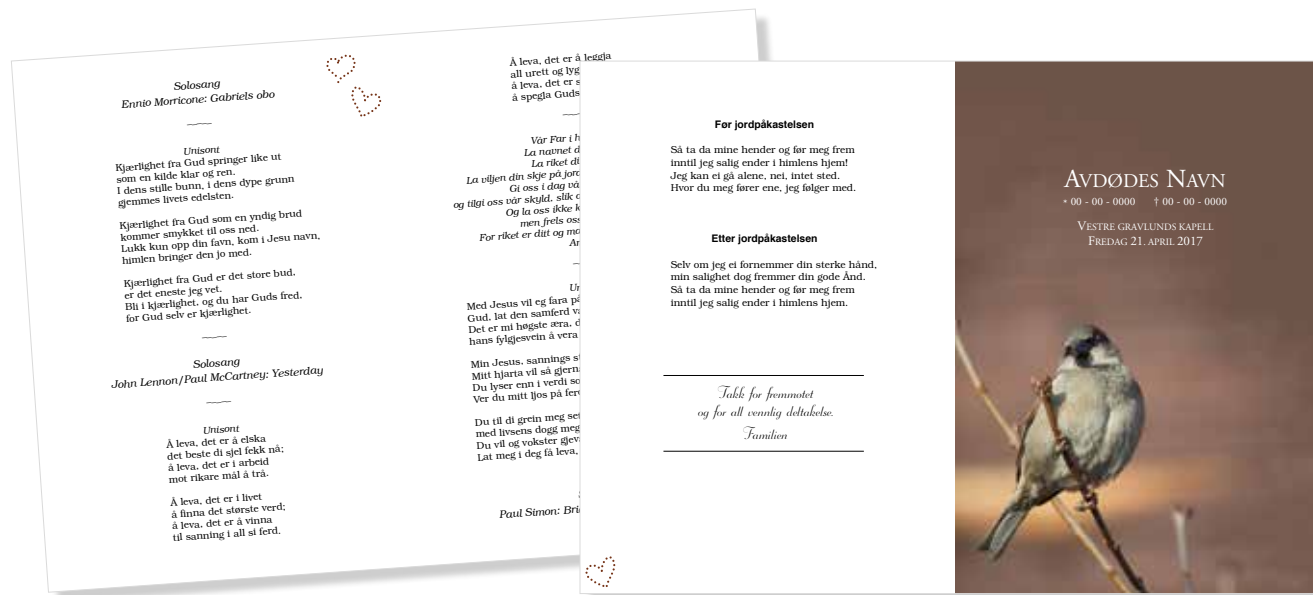 Solosang
Ennio Morricone: Gabriels obo
Unisont
Kjærlighet fra Gud springer like ut
som en kilde klar og ren.
I dens stille bunn, i dens dype grunn
gjemmes livets edelsten.
Kjærlighet fra Gud som en yndig brud
kommer smykket til oss ned.
Lukk kun opp din favn, kom i Jesu navn,
himlen bringer den jo med.
Kjærlighet fra Gud er det store bud,
er det eneste jeg vet.
Bli i kjærlighet, og du har Guds fred,
for Gud selv er kjærlighet.
Solosang
John Lennon/Paul McCartney: Yesterday
Unisont
Å leva, det er å elska
det beste di sjel fekk nå;
å leva, det er i arbeid
mot rikare mål å trå.
Å leva, det er i livet
å finna det største verd;
å leva, det er å vinna
til sanning i all si ferd.
Å leva, det er å leggja
all urett og
å leva, det er
å spegla Guds
Vår Far i
La navnet
La riket
La viljen din skje på
Gi oss i dag
og tilgi oss vår skyld, slik
Og la oss ikke
men frels oss
For riket er ditt og
Med Jesus vil eg fara
Gud, lat den samferd
Det er mi høgste æra,
hans fylgjesvein å vera
Min Jesus, sannings
Mitt hjarta vil så
Du lyser enn i verdi
Ver du mitt ljos på
Du til di grein meg
med livsens dogg meg
Du vil og vokster
Lat meg i deg få leva,
Paul Simon:
Før jordpåkastelsen
Så ta da mine hender og før meg frem
inntil jeg salig ender i himlens hjem!
Jeg kan ei gå alene, nei, intet sted.
Hvor du meg fører ene, jeg følger med.
Etter jordpåkastelsen
Selv om jeg ei fornemmer din sterke hånd,
min salighet dog fremmer din gode Ånd.
Så ta da mine hender og før meg frem
inntil jeg salig ender i himlens hjem.
Takk for fremmøtet
og for all vennlig deltakelse.
Familien
AVDØDES NAVN
* 00 - 00 - 0000 † 00 - 00 - 0000
VESTRE GRAVLUNDS KAPELL
FREDAG 21. APRIL 2017